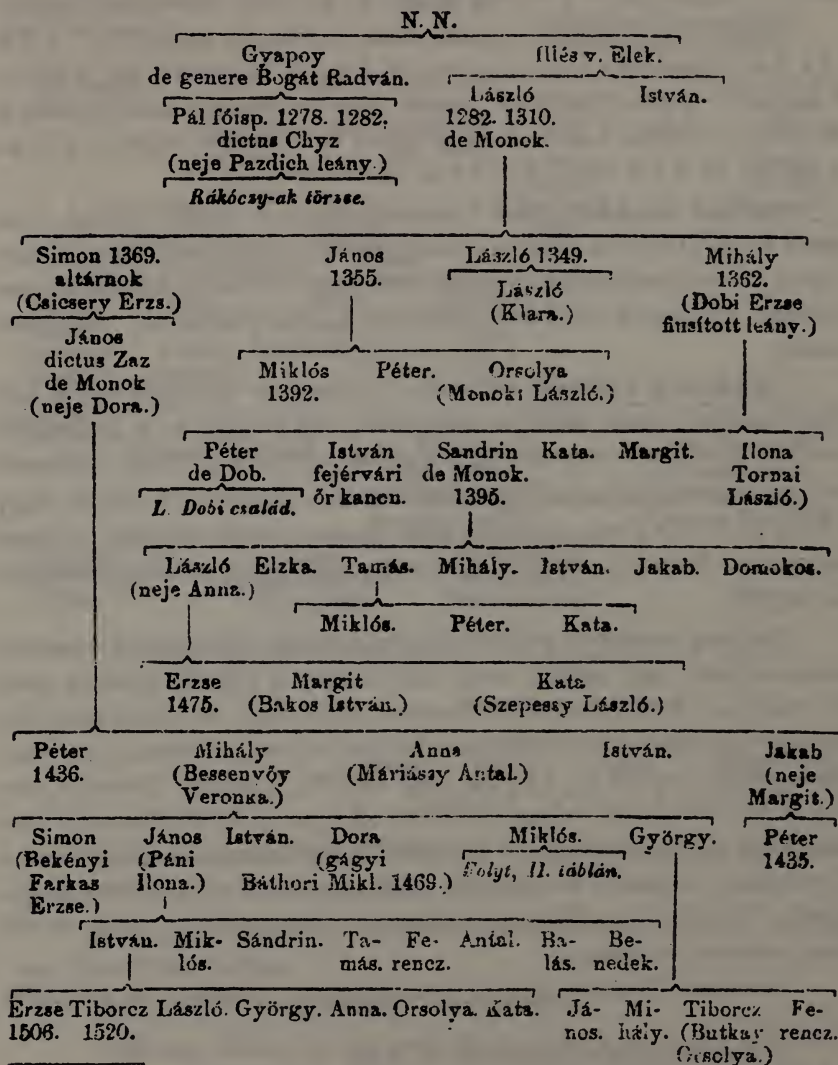 N. N.
Gyapoy Illés v. Elek.
de genere Bogát Radván.
László István.
Pál főisp. 1278. 1282. 1282. 1310.
dictus Chyz de Monok.
(neje Pazdich leány.)
Rákóczy-ak törzse.
Simon 1369. János László 1349. Mihály
altárnok 1355. 1362.
(Csicsery Erzs.) László (Dobi Erzse
János (Klara.) fiusított leány.)
dictus Zaz
de Monok Miklós Péter. Orsolya
(neje Dora.) 1392. (Monoki László.)
Péter István Sandrin Kata. Margit. Ilona
de Dob. fejérvári de Monok. Tornai
L. Dobi család. őr kanon. 1395. László.)
László Elzka. Tamás. Mihály. István. Jakab. Domokos.
(neje Anna.)
Miklós. Péter. Kata.
Erzse Margit Kata
1475. (Bakos István.) (Szepessy László.)
Péter Mihály Anna István. Jakab
1436. (Bessenyőy (Máriássy Antal.) (neje
Veronka.) Margit.)
Simon János István. Dora Miklós. György. Péter
(Bekényi (Páni (gágyi Folyt, II. táblán. 1435.
Farkas Ilona.) Báthori Mikl. 1469.)
Erzse.)
István. Mik- Sándrin. Ta- Fe- Antal. Ba- Be-
lós. más. rencz. lás. nedek.
Erzse Tiborcz László. György. Anna. Orsolya. Kata. Já- Mi- Tiborcz Fe-
1506. 1520. nos. hály. (Butkay rencz.
Orsolya.)